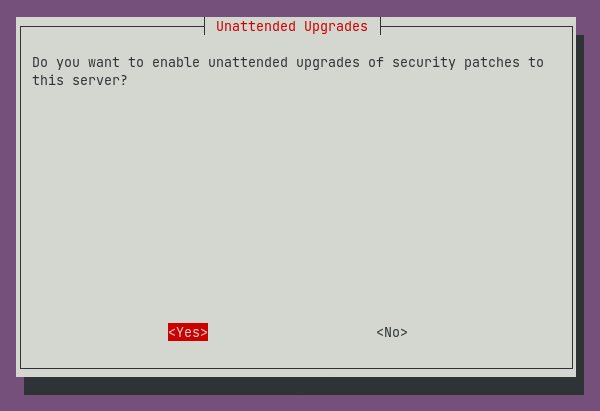 Unattended Upgrades
Do you want to enable unattended upgrades of security patches to
this server?
<Yes> <No>